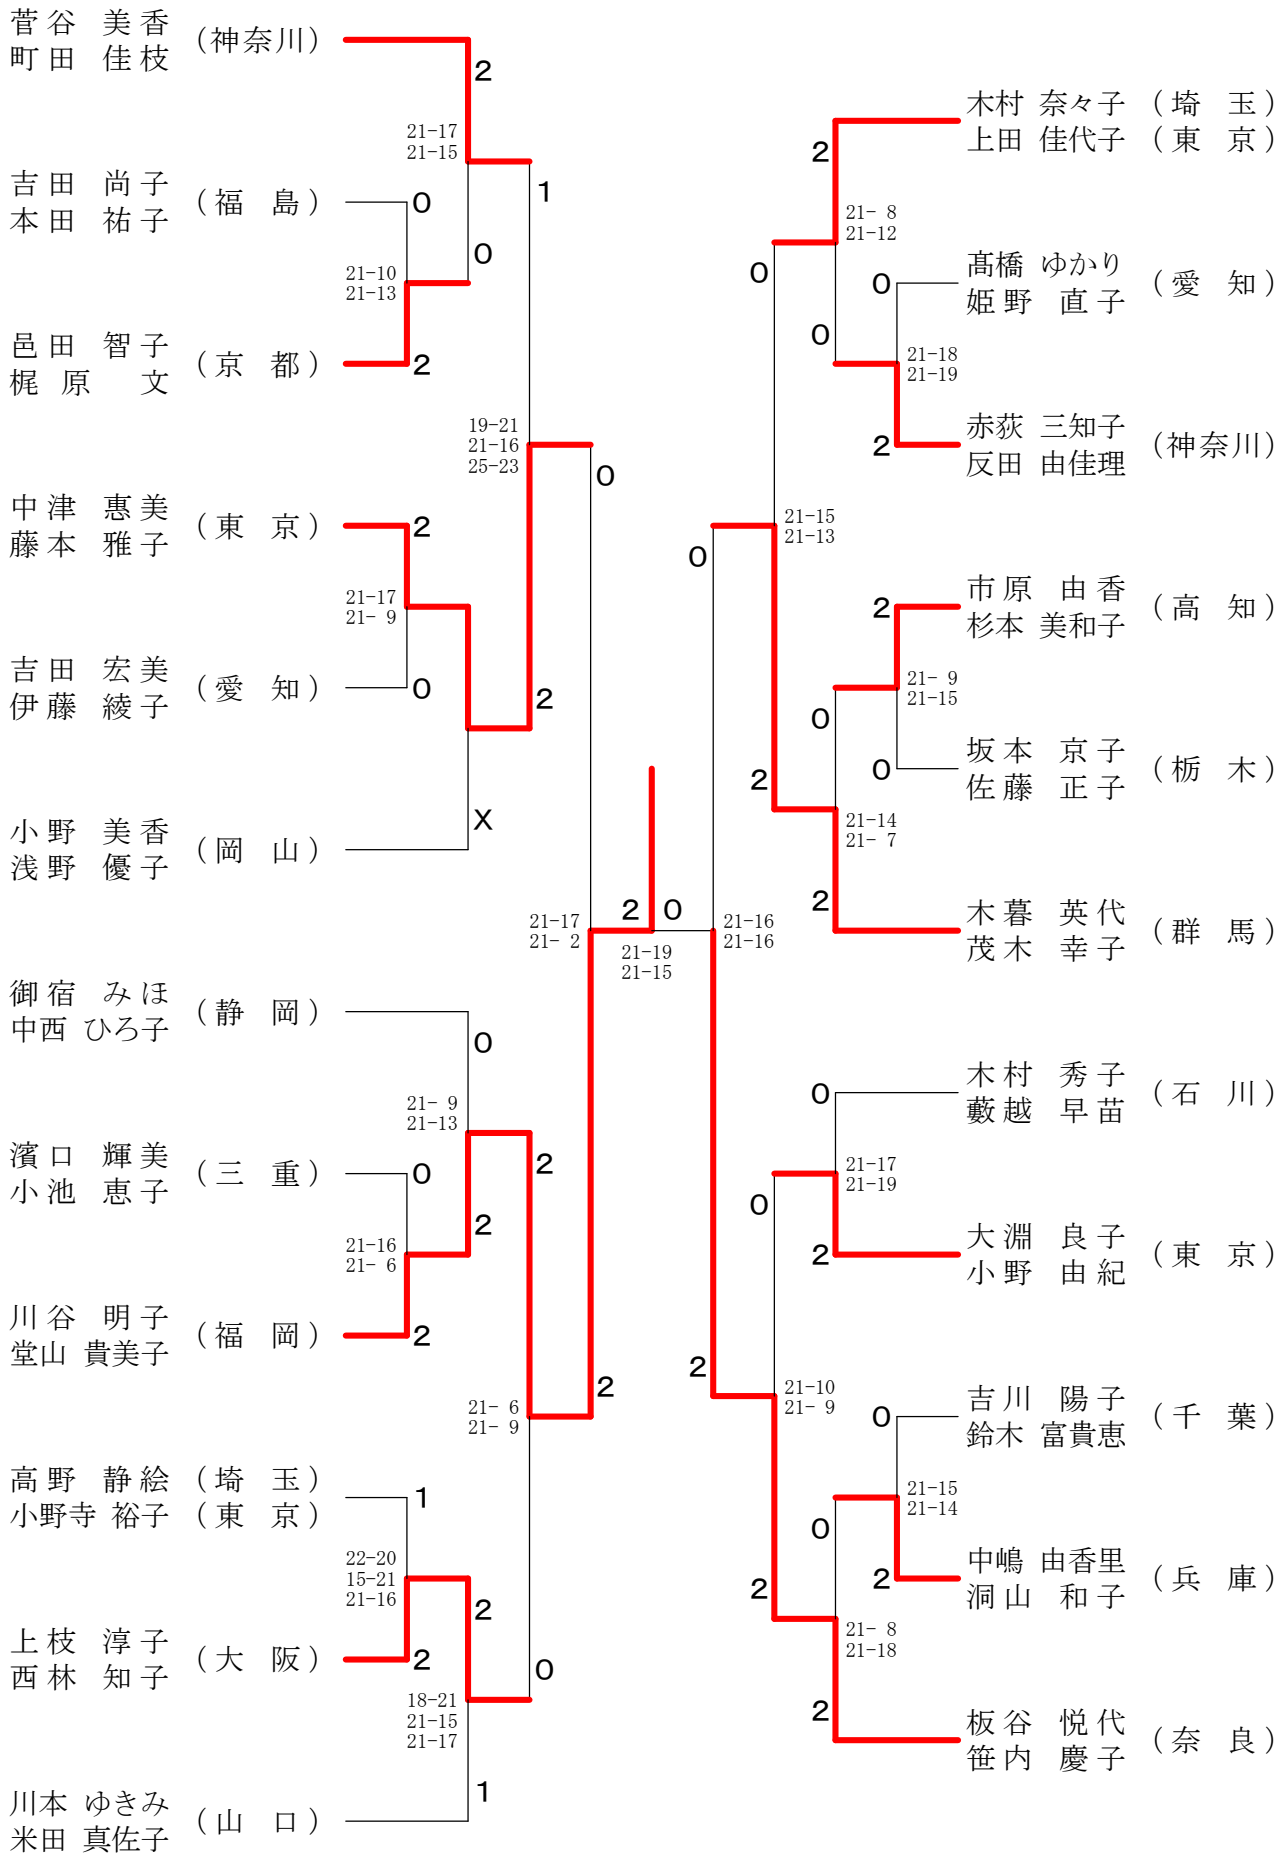 菅谷 美香
町田 佳枝
(神奈川)
2
21-17
21-15
吉田 尚子
本田 祐子
(福 島)
0
1
0
21-10
21-13
邑田 智子
梶原 文
(京 都)
2
19-21
21-16
25-23
0
中津 惠美
藤本 雅子
(東 京)
2
21-17
21- 9
吉田 宏美
伊藤 綾子
(愛 知)
0
2
小野 美香
浅野 優子
(岡 山)
X
21-17
21- 2
2
0
21-19
21-15
御宿 みほ
中西 ひろ子
(静 岡)
0
21- 9
21-13
濱口 輝美
小池 恵子
(三 重)
0
2
2
21-16
21- 6
川谷 明子
堂山 貴美子
(福 岡)
2
21- 6
21- 9
2
高野 静絵 (埼 玉)
小野寺 裕子 (東 京)
1
22-20
15-21
21-16
2
上枝 淳子
西林 知子
(大 阪)
2
0
18-21
21-15
21-17
川本 ゆきみ
米田 真佐子
(山 口)
1
木村 奈々子 (埼 玉)
上田 佳代子 (東 京)
2
21- 8
21-12
髙橋 ゆかり
姫野 直子
(愛 知)
0
0
0
21-18
21-19
赤荻 三知子
反田 由佳理
(神奈川)
2
21-15
21-13
0
市原 由香
杉本 美和子
(高 知)
2
21- 9
21-15
0
坂本 京子
佐藤 正子
(栃 木)
0
2
21-14
21- 7
木暮 英代
茂木 幸子
(群 馬)
2
21-16
21-16
木村 秀子
藪越 早苗
(石 川)
0
21-17
21-19
0
大淵 良子
小野 由紀
(東 京)
2
2
21-10
21- 9
吉川 陽子
鈴木 富貴恵
(千 葉)
0
21-15
21-14
0
中嶋 由香里
洞山 和子
(兵 庫)
2
2
21- 8
21-18
板谷 悦代
笹内 慶子
(奈 良)
2